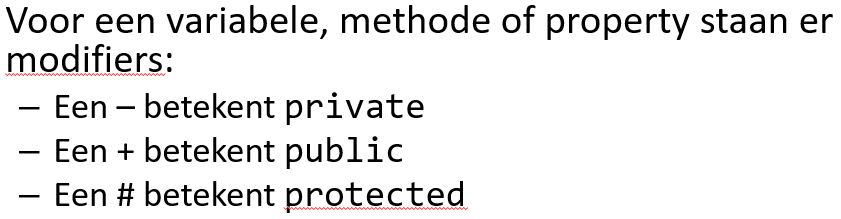 Voor een variabele, methode of property staan er
modifiers:
– Een – betekent private
– Een + betekent public
– Een # betekent protected